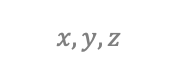 x, y, z